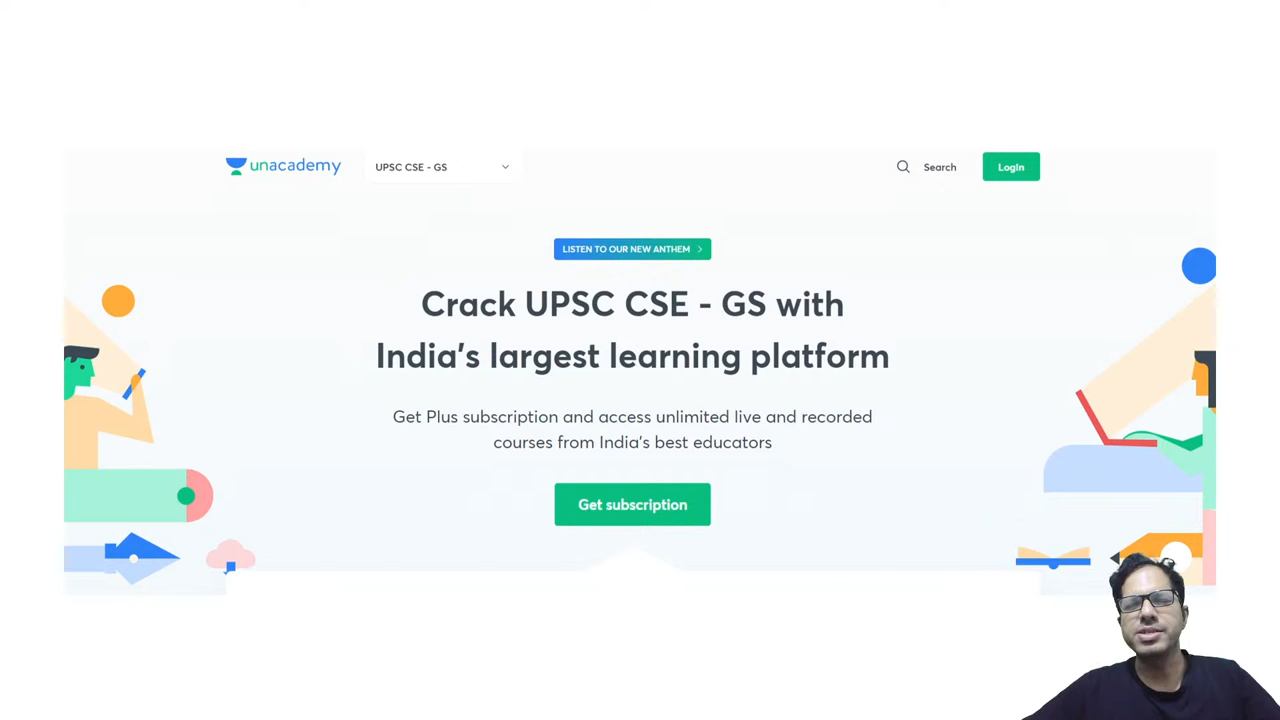 unacademy
UPSC CSE - GS
Search
Login
LISTEN TO OUR NEW ANTHEM
Crack UPSC CSE - GS with
India's largest learning platform
Get Plus subscription and access unlimited live and recorded
courses from India's best educators
Get subscription